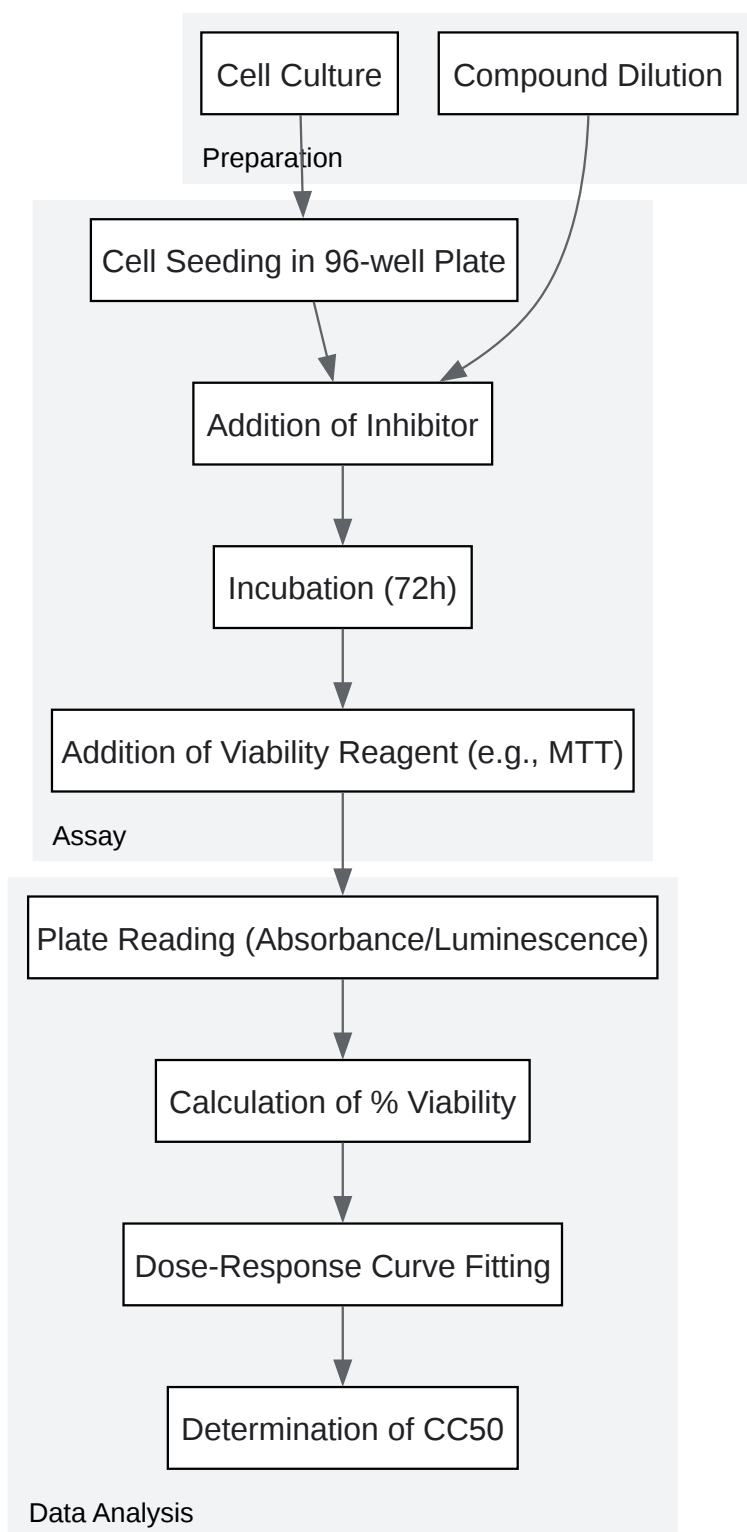 Cell Culture
Compound Dilution
Preparation
Cell Seeding in 96-well Plate
Addition of Inhibitor
Incubation (72h)
Addition of Viability Reagent (e.g., MTT)
Assay
Plate Reading (Absorbance/Luminescence)
Calculation of % Viability
Dose-Response Curve Fitting
Determination of CC50
Data Analysis